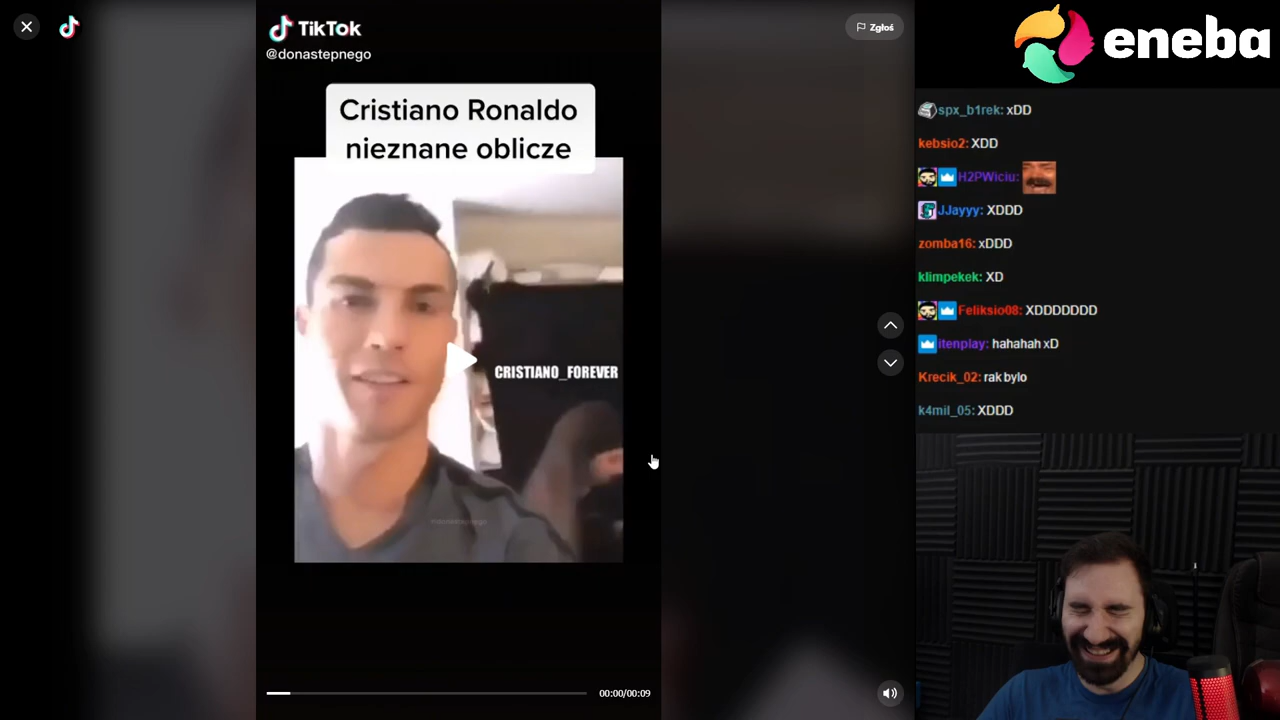 TikTok
@donastepnego
Zgłoś
Cristiano Ronaldo
nieznane oblicze
CRISTIANO_FOREVER
00:00/00:09
eneba
spx_b1rek: xDD
kebsio2: XDD
H2PWiciu:
JJayyy: XDDD
zomba16: xDDD
klimpekek: XD
Feliksio08: XDDDDDDD
itenplay: hahahah xD
Krecik_02: rak bylo
k4mil_05: XDDD